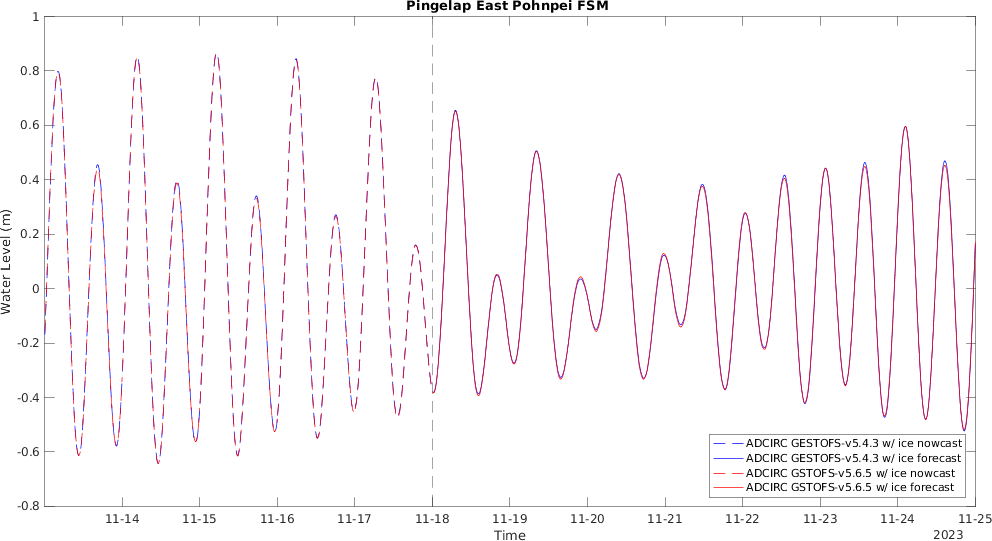 Pingelap East Pohnpei FSM
1
0.8
0.6
0.4
0.2
0
-0.2
-0.4
-0.6
-0.8
Water Level (m)
ADCIRC GESTOFS-v5.4.3 w/ ice nowcast
ADCIRC GESTOFS-v5.4.3 w/ ice forecast
ADCIRC GSTOFS-v5.6.5 w/ ice nowcast
ADCIRC GSTOFS-v5.6.5 w/ ice forecast
11-14 11-15 11-16 11-17 11-18 11-19 11-20 11-21 11-22 11-23 11-24 11-25
Time
2023